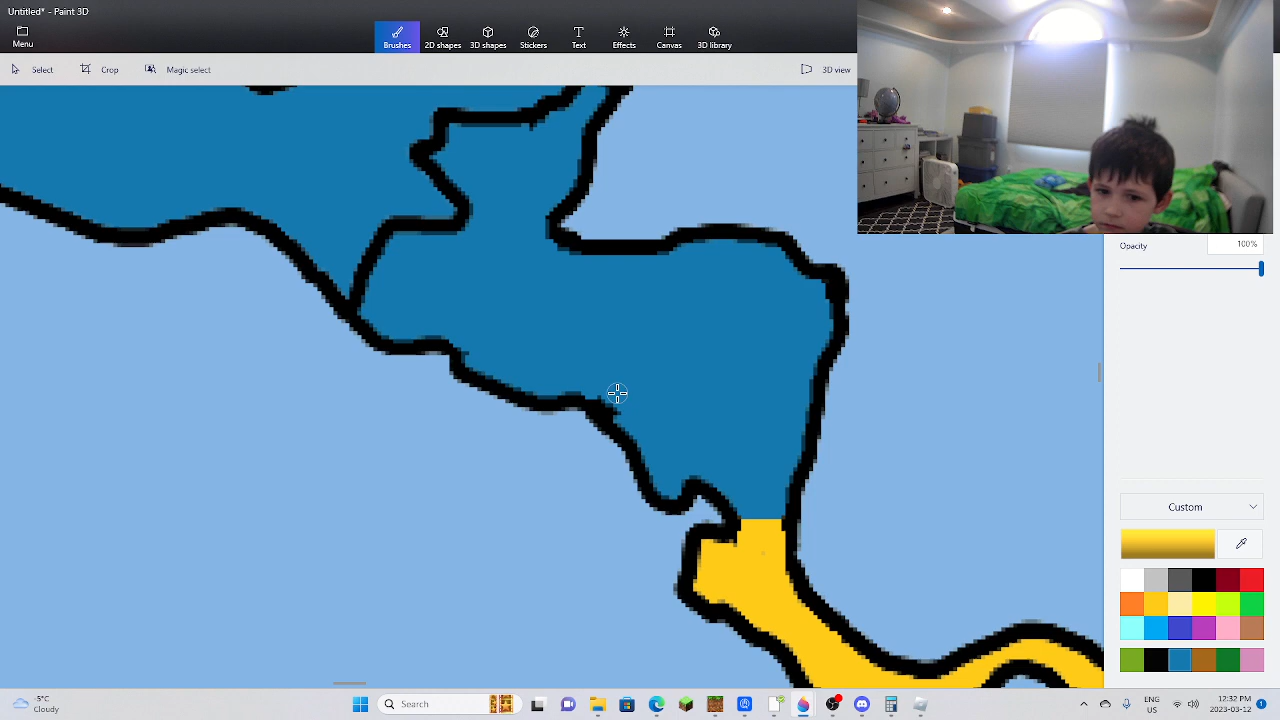 Untitled* - Paint 3D
Menu
Brushes
2D shapes
3D shapes
Stickers
Text
Effects
Canvas
3D library
Select
Crop
Magic select
3D view
Opacity
100%
Custom
-5°C
Cloudy
Search
ENG
US
12:32 PM
2023-03-12
1